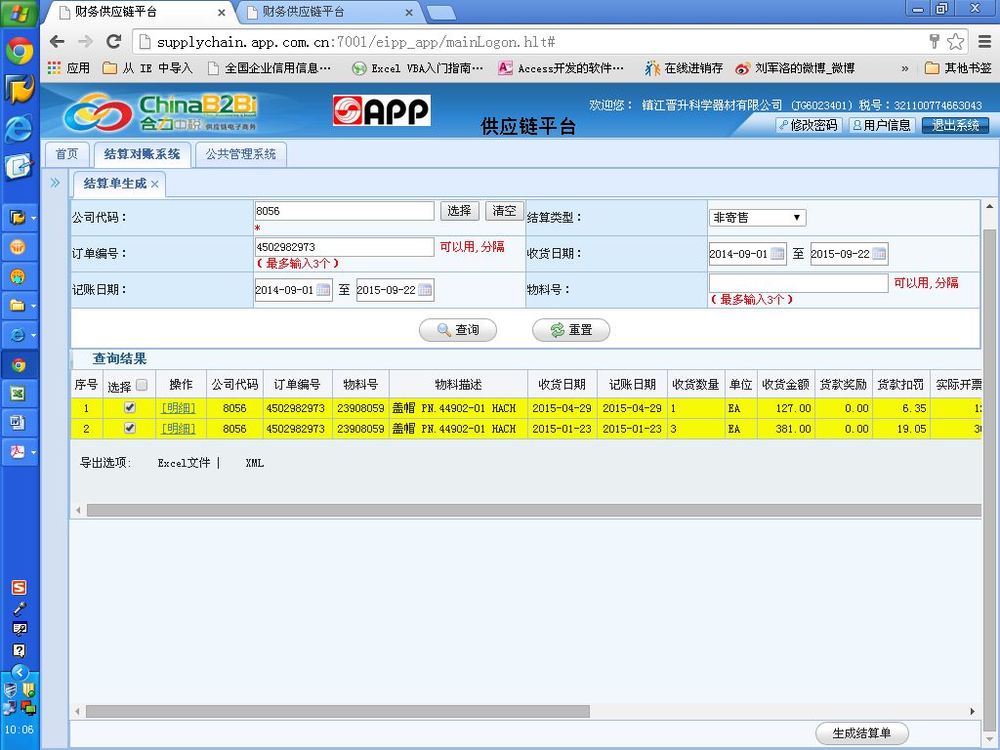 财务供应链平台
财务供应链平台
supplychain.app.com.cn:7001/eipp_app/mainLogon.hlt#
应用 从 IE 中导入 全国企业信用信息… Excel VBA入门指南… Access开发的软件… 在线进销存 刘军洛的微博_微博 » 其他书签
ChinaB2Bi
合力中税 供应链电子商务
APP
供应链平台
欢迎您： 镇江晋升科学器材有限公司 (JG6023401) 税号：321100774663043
修改密码 用户信息 退出系统
首页 结算对账系统 公共管理系统
结算单生成
公司代码： 8056 选择 清空 结算类型： 非寄售
*
订单编号： 4502982973 可以用,分隔 收货日期： 2014-09-01 至 2015-09-22
(最多输入3个)
记账日期： 2014-09-01 至 2015-09-22 物料号： 可以用,分隔
(最多输入3个)
查询 重置
查询结果
序号 选择 操作 公司代码 订单编号 物料号 物料描述 收货日期 记账日期 收货数量 单位 收货金额 货款奖励 货款扣罚 实际开票
1 [明细] 8056 4502982973 23908059 盖帽 PN.44902-01 HACH 2015-04-29 2015-04-29 1 EA 127.00 0.00 6.35
2 [明细] 8056 4502982973 23908059 盖帽 PN.44902-01 HACH 2015-01-23 2015-01-23 3 EA 381.00 0.00 19.05
导出选项: Excel文件 | XML
生成结算单
10:06